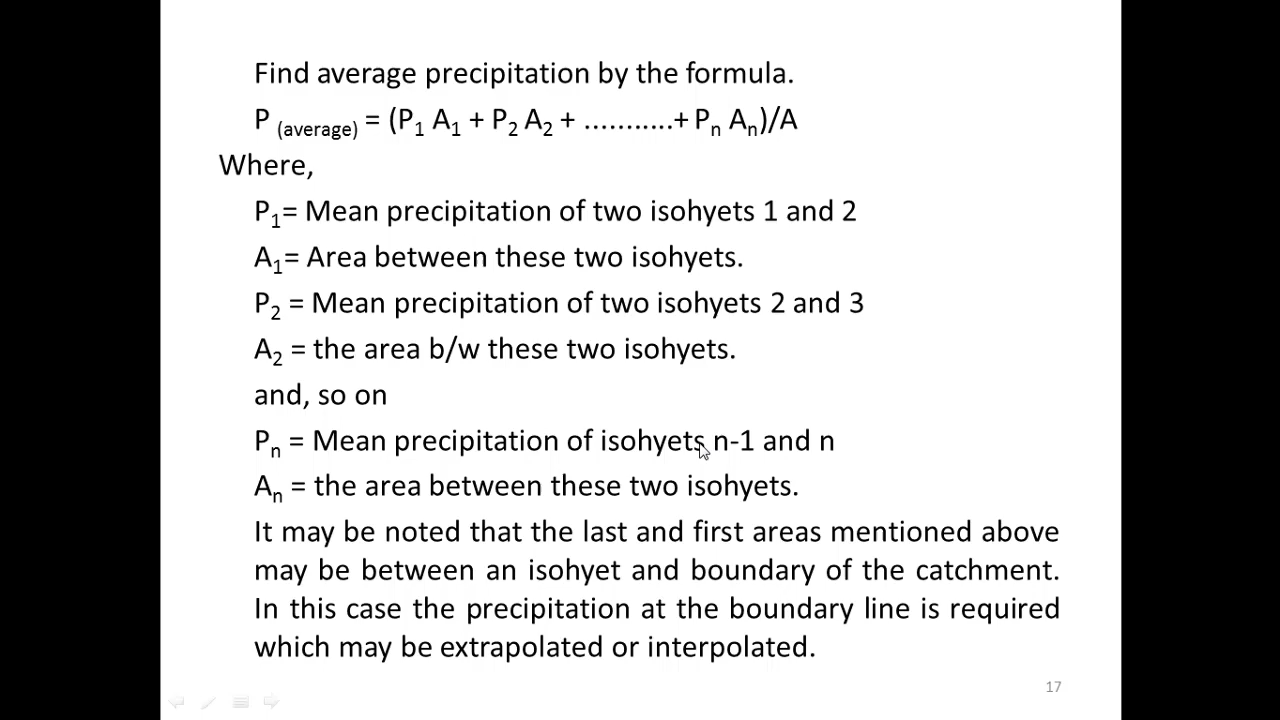 Find average precipitation by the formula.
P (average) = (P1 A1 + P2 A2 + ...........+ Pn An)/A
Where,
P1= Mean precipitation of two isohyets 1 and 2
A1= Area between these two isohyets.
P2 = Mean precipitation of two isohyets 2 and 3
A2 = the area b/w these two isohyets.
and, so on
Pn = Mean precipitation of isohyets n-1 and n
An = the area between these two isohyets.
It may be noted that the last and first areas mentioned above
may be between an isohyet and boundary of the catchment.
In this case the precipitation at the boundary line is required
which may be extrapolated or interpolated.
17